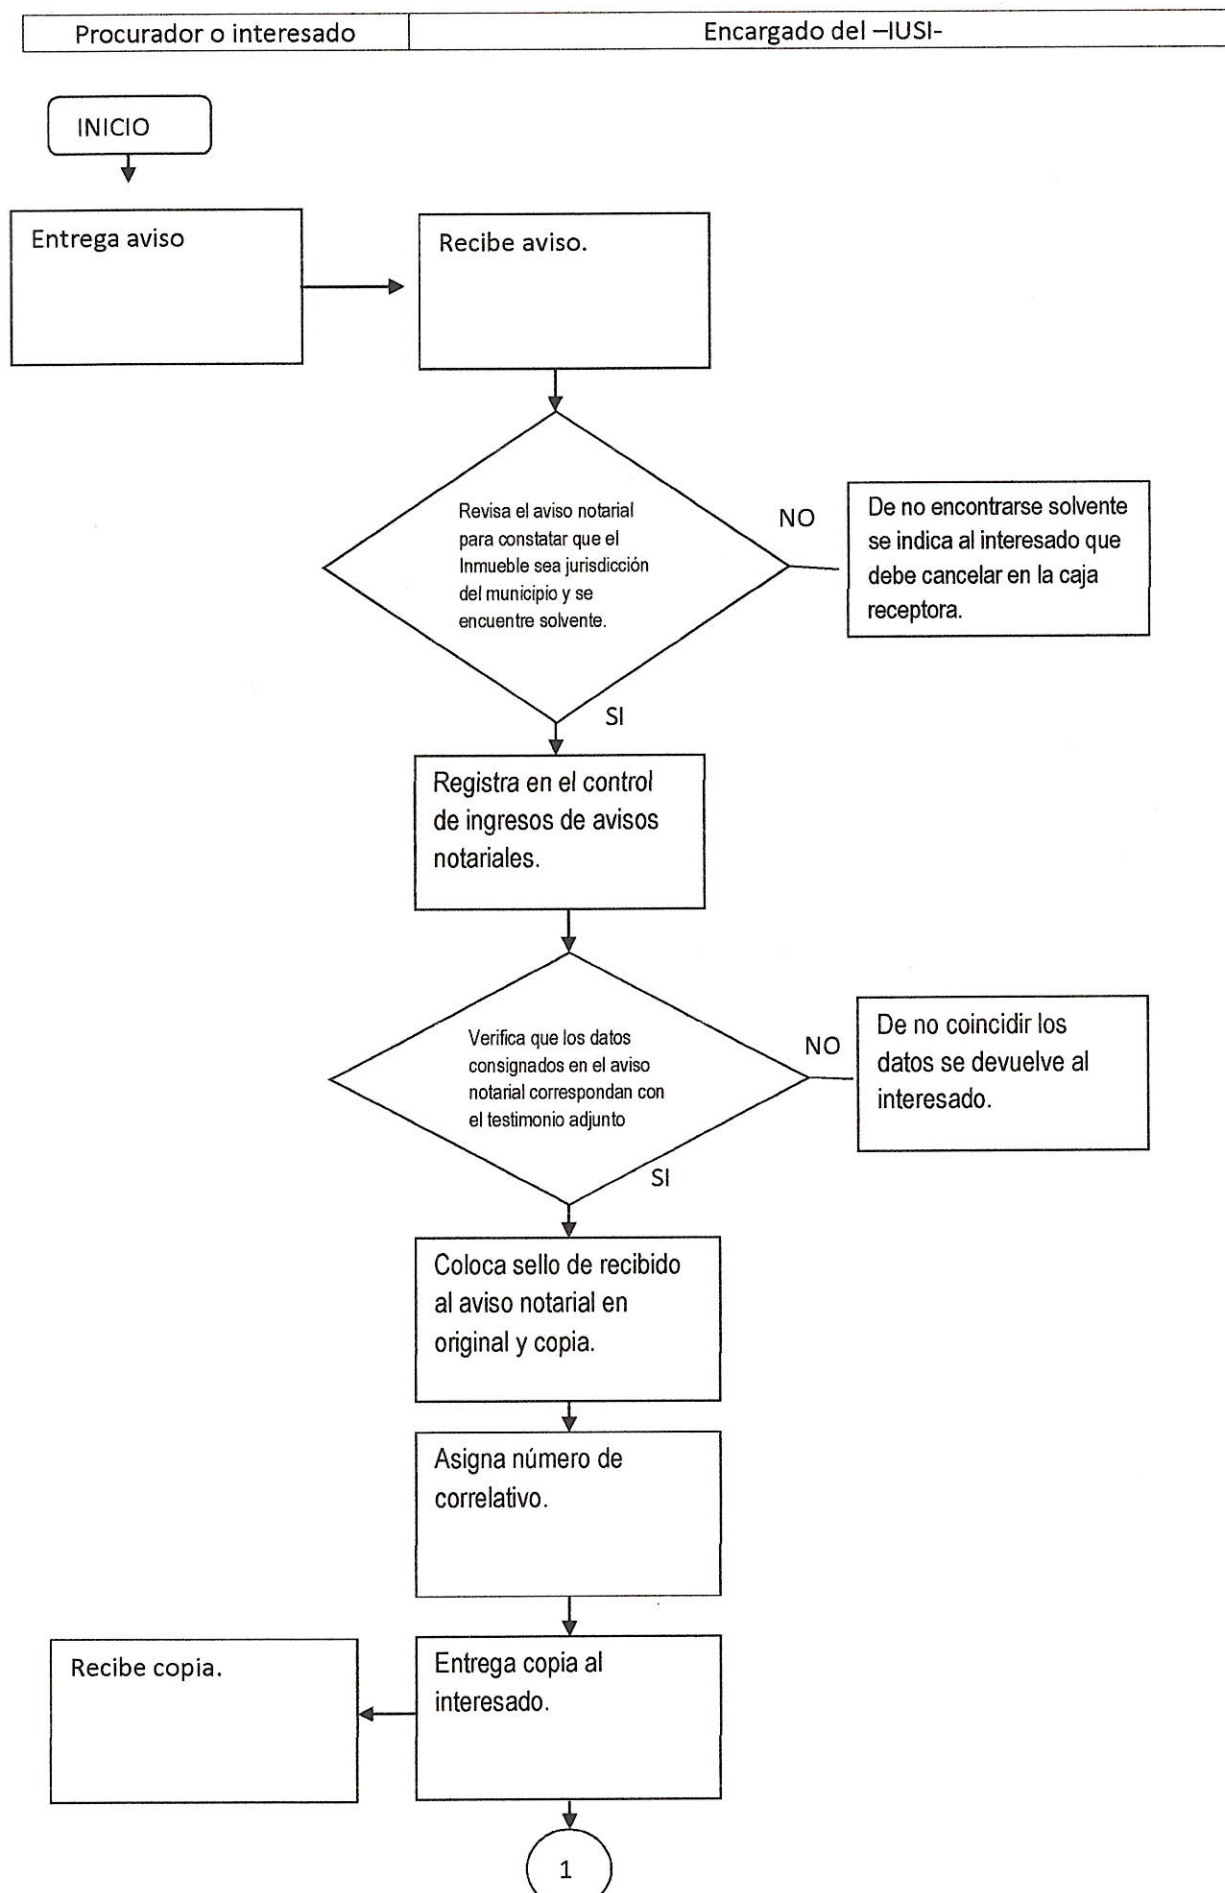 Procurador o interesado
Encargado del –IUSI-
INICIO
Entrega aviso
Recibe aviso.
Revisa el aviso notarial
para constatar que el
Inmueble sea jurisdicción
del municipio y se
encuentre solvente.
NO
De no encontrarse solvente
se indica al interesado que
debe cancelar en la caja
receptora.
SI
Registra en el control
de ingresos de avisos
notariales.
Verifica que los datos
consignados en el aviso
notarial correspondan con
el testimonio adjunto
NO
De no coincidir los
datos se devuelve al
interesado.
SI
Coloca sello de recibido
al aviso notarial en
original y copia.
Asigna número de
correlativo.
Recibe copia.
Entrega copia al
interesado.
1